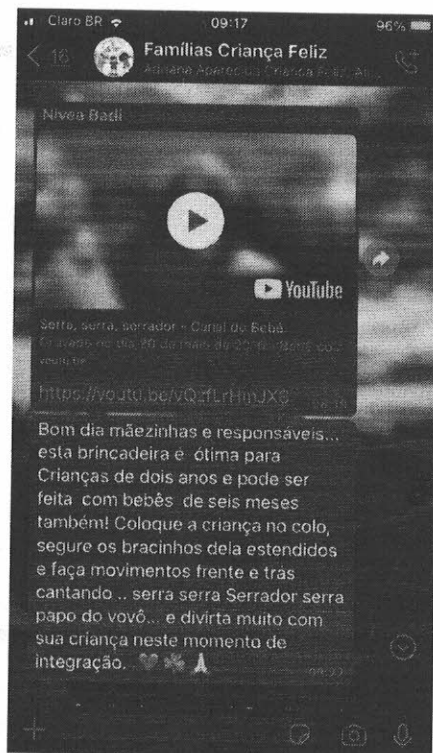 Claro BR 09:17 96%
16 Famílias Criança Feliz
Nivea Badi
YouTube
Serra, serra, serrador - Canal do Bebê.
Bom dia mãezinhas e responsáveis...
esta brincadeira é ótima para
Crianças de dois anos e pode ser
feita com bebês de seis meses
também! Coloque a criança no colo,
segure os bracinhos dela estendidos
e faça movimentos frente e trás
cantando .. serra serra Serrador serra
papo do vovô... e divirta muito com
sua criança neste momento de
integração.